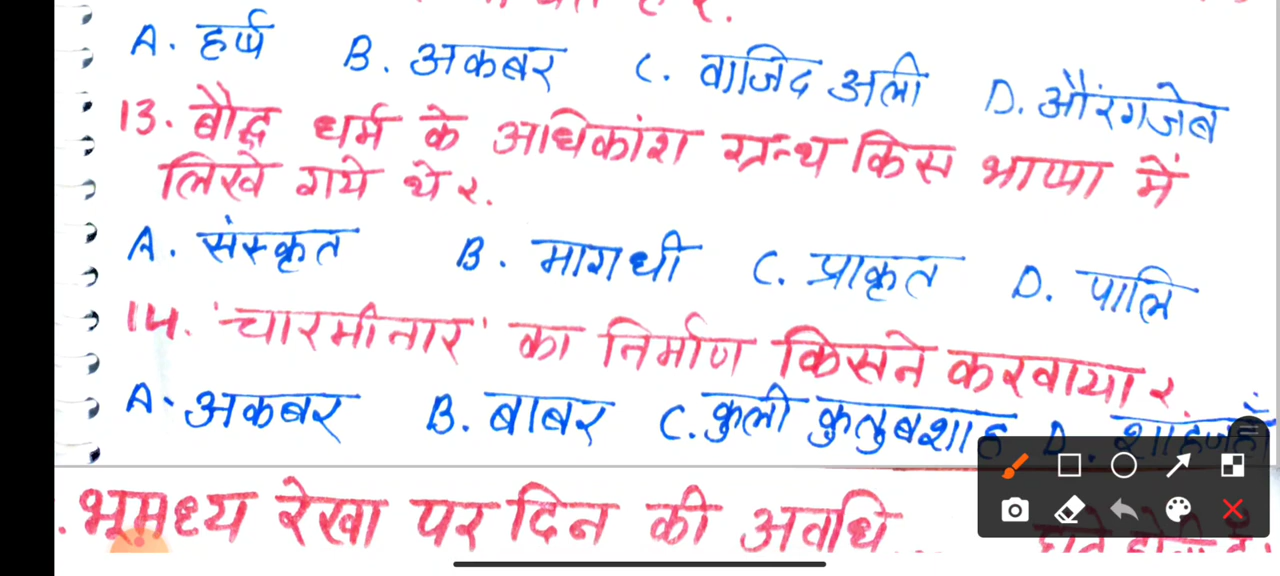 A. हर्ष B. अकबर C. वाजिद अली D. औरंगजेब
13. बौद्ध धर्म के अधिकांश ग्रन्थ किस भाषा में
लिखे गये थे?
A. संस्कृत B. मागधी C. प्राकृत D. पालि
14. 'चारमीनार' का निर्माण किसने करवाया?
A- अकबर B. बाबर C. कुली कुतुबशाह D. शाहजहाँ
. भूमध्य रेखा पर दिन की अवधि